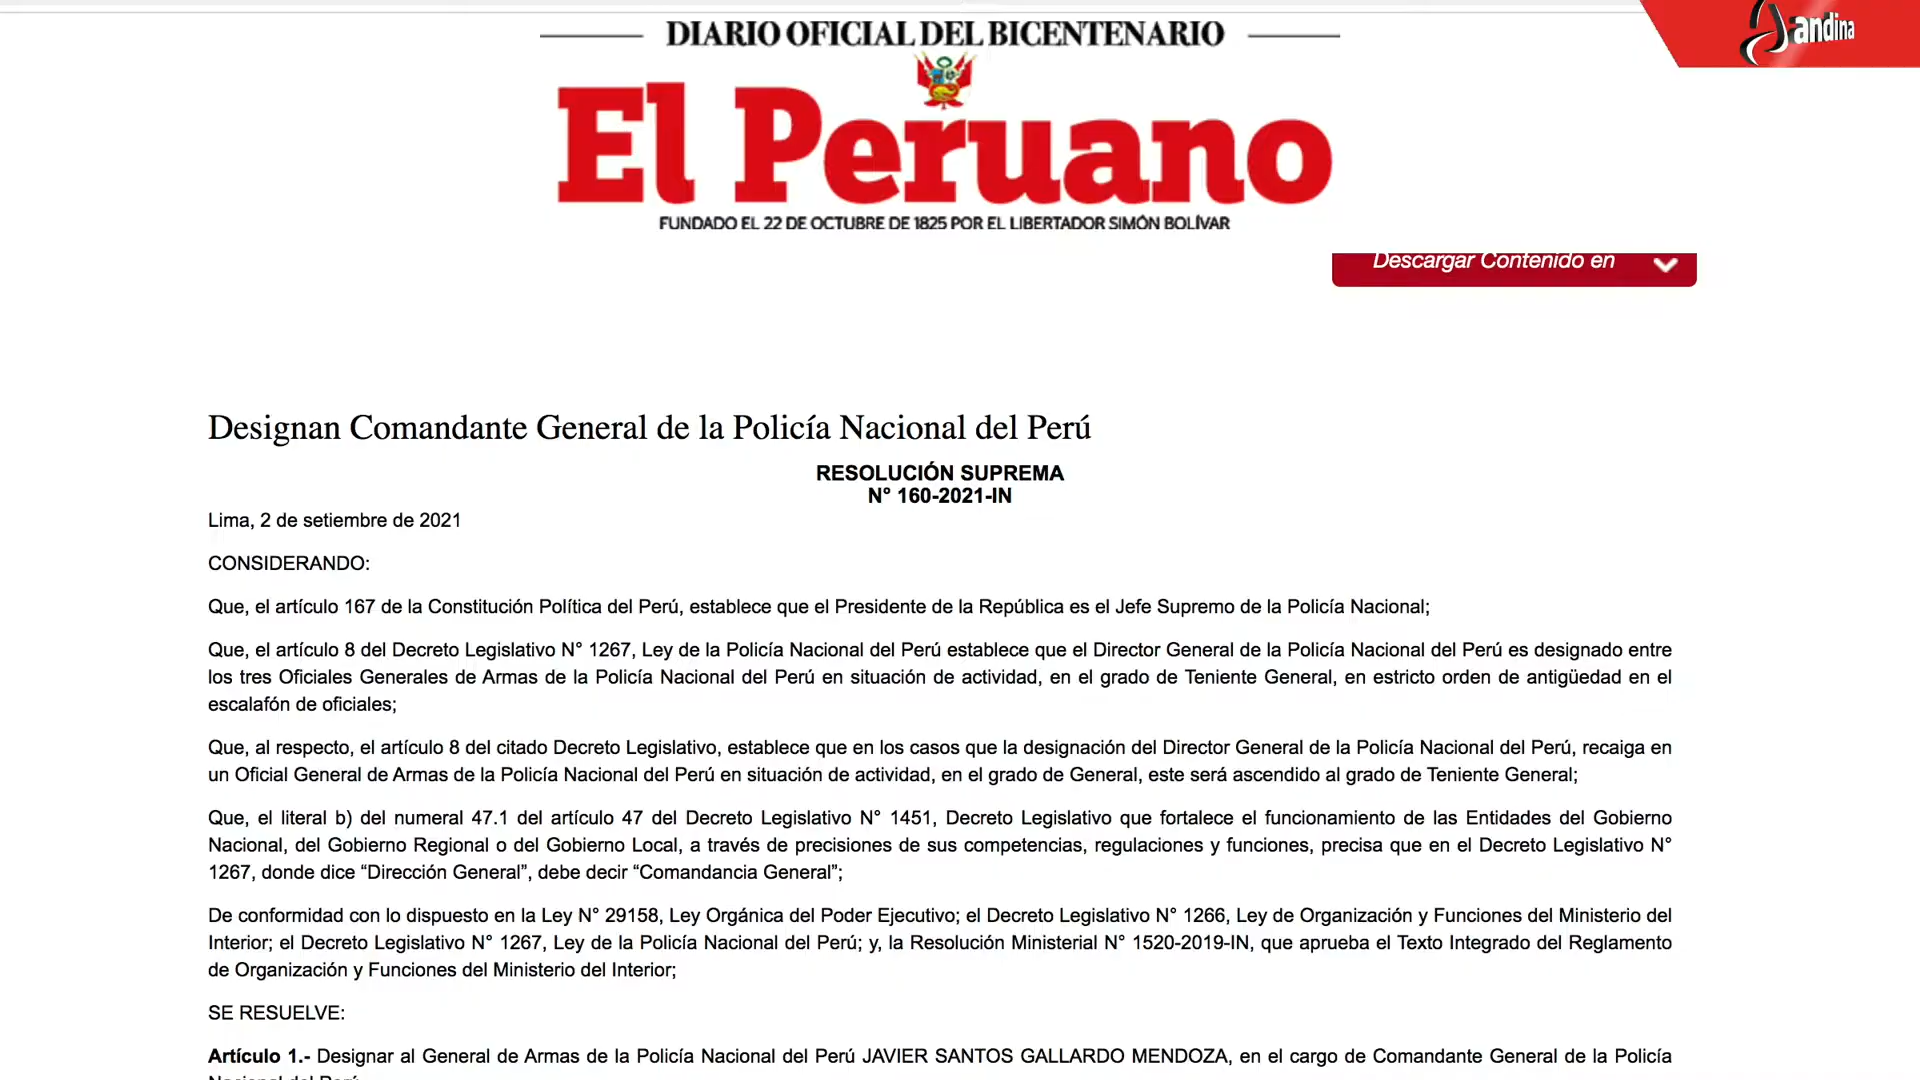 DIARIO OFICIAL DEL BICENTENARIO
andina
El Peruano
FUNDADO EL 22 DE OCTUBRE DE 1825 POR EL LIBERTADOR SIMÓN BOLÍVAR
Descargar Contenido en
Designan Comandante General de la Policía Nacional del Perú
RESOLUCIÓN SUPREMA
N° 160-2021-IN
Lima, 2 de setiembre de 2021
CONSIDERANDO:
Que, el artículo 167 de la Constitución Política del Perú, establece que el Presidente de la República es el Jefe Supremo de la Policía Nacional;
Que, el artículo 8 del Decreto Legislativo N° 1267, Ley de la Policía Nacional del Perú establece que el Director General de la Policía Nacional del Perú es designado entre
los tres Oficiales Generales de Armas de la Policía Nacional del Perú en situación de actividad, en el grado de Teniente General, en estricto orden de antigüedad en el
escalafón de oficiales;
Que, al respecto, el artículo 8 del citado Decreto Legislativo, establece que en los casos que la designación del Director General de la Policía Nacional del Perú, recaiga en
un Oficial General de Armas de la Policía Nacional del Perú en situación de actividad, en el grado de General, este será ascendido al grado de Teniente General;
Que, el literal b) del numeral 47.1 del artículo 47 del Decreto Legislativo N° 1451, Decreto Legislativo que fortalece el funcionamiento de las Entidades del Gobierno
Nacional, del Gobierno Regional o del Gobierno Local, a través de precisiones de sus competencias, regulaciones y funciones, precisa que en el Decreto Legislativo N°
1267, donde dice “Dirección General”, debe decir “Comandancia General”;
De conformidad con lo dispuesto en la Ley N° 29158, Ley Orgánica del Poder Ejecutivo; el Decreto Legislativo N° 1266, Ley de Organización y Funciones del Ministerio del
Interior; el Decreto Legislativo N° 1267, Ley de la Policía Nacional del Perú; y, la Resolución Ministerial N° 1520-2019-IN, que aprueba el Texto Integrado del Reglamento
de Organización y Funciones del Ministerio del Interior;
SE RESUELVE:
Artículo 1.- Designar al General de Armas de la Policía Nacional del Perú JAVIER SANTOS GALLARDO MENDOZA, en el cargo de Comandante General de la Policía
Nacional del Perú